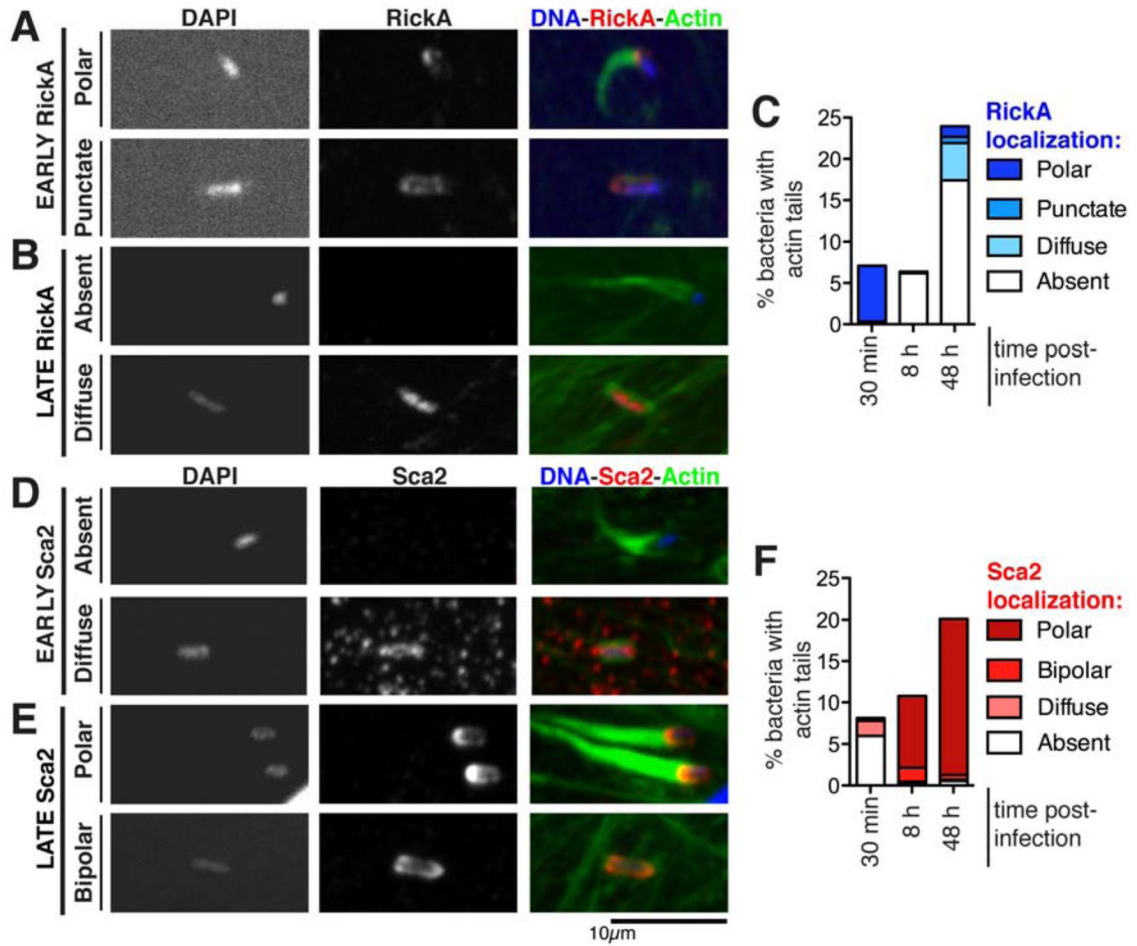 A
DAPI
RickA
DNA-RickA-Actin
EARLY RickA
Polar
Punctate
B
LATE RickA
Absent
Diffuse
C
% bacteria with
actin tails
25
20
15
10
5
0
30 min
8 h
48 h
time post-
infection
RickA
localization:
Polar
Punctate
Diffuse
Absent
D
DAPI
Sca2
DNA-Sca2-Actin
EARLY Sca2
Absent
Diffuse
E
LATE Sca2
Polar
Bipolar
10µm
F
% bacteria with
actin tails
25
20
15
10
5
0
30 min
8 h
48 h
time post-
infection
Sca2
localization:
Polar
Bipolar
Diffuse
Absent